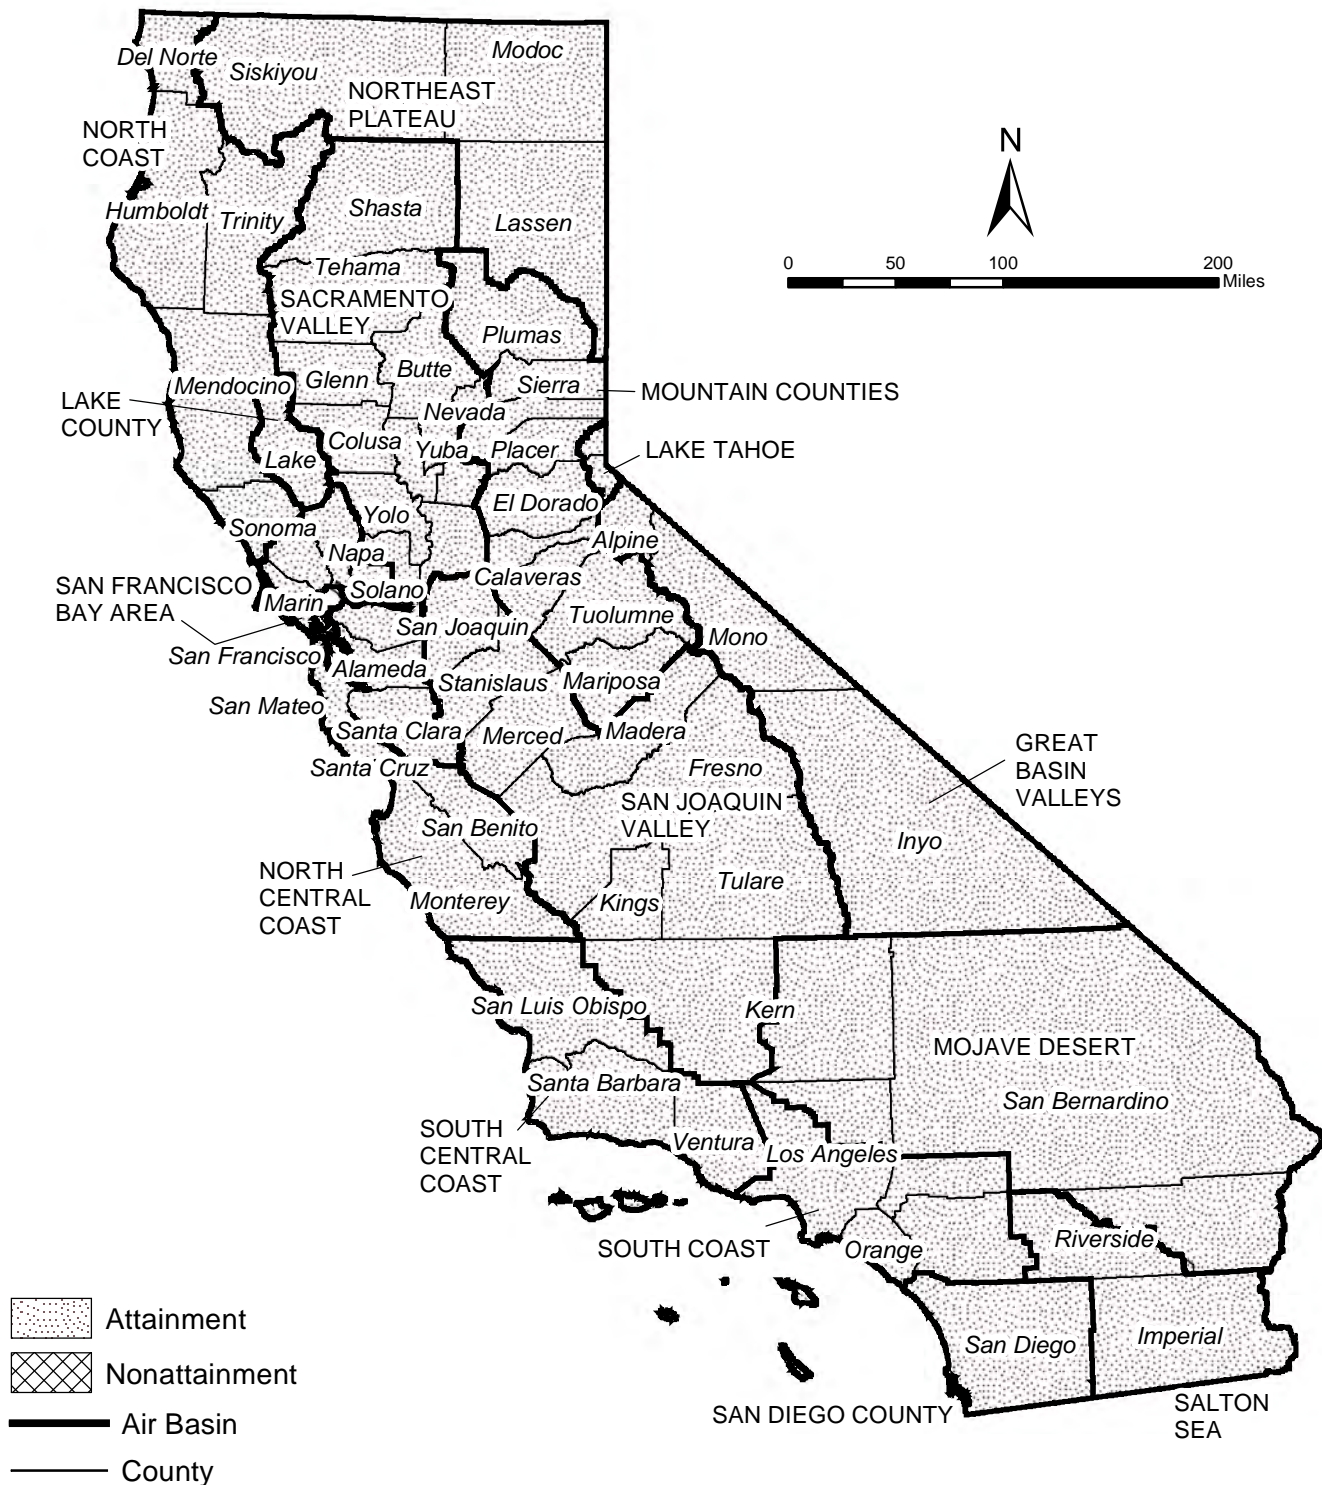 Del Norte
Siskiyou
Modoc
NORTHEAST
PLATEAU
NORTH
COAST
N
Humboldt
Trinity
Shasta
Lassen
0 50 100 200
Miles
Tehama
SACRAMENTO
VALLEY
Plumas
Mendocino
Glenn
Butte
Sierra
MOUNTAIN COUNTIES
LAKE
COUNTY
Nevada
Colusa
Yuba
Placer
LAKE TAHOE
Lake
El Dorado
Yolo
Sonoma
Napa
Alpine
SAN FRANCISCO
BAY AREA
Solano
Calaveras
Marin
San Joaquin
Tuolumne
Mono
San Francisco
Alameda
Stanislaus
Mariposa
San Mateo
Santa Clara
Merced
Madera
Santa Cruz
Fresno
GREAT
BASIN
VALLEYS
SAN JOAQUIN
VALLEY
San Benito
Inyo
NORTH
CENTRAL
COAST
Monterey
Kings
Tulare
San Luis Obispo
Kern
MOJAVE DESERT
Santa Barbara
San Bernardino
SOUTH
CENTRAL
COAST
Ventura
Los Angeles
SOUTH COAST
Orange
Riverside
San Diego
Imperial
SAN DIEGO COUNTY
SALTON
SEA
Attainment
Nonattainment
Air Basin
County